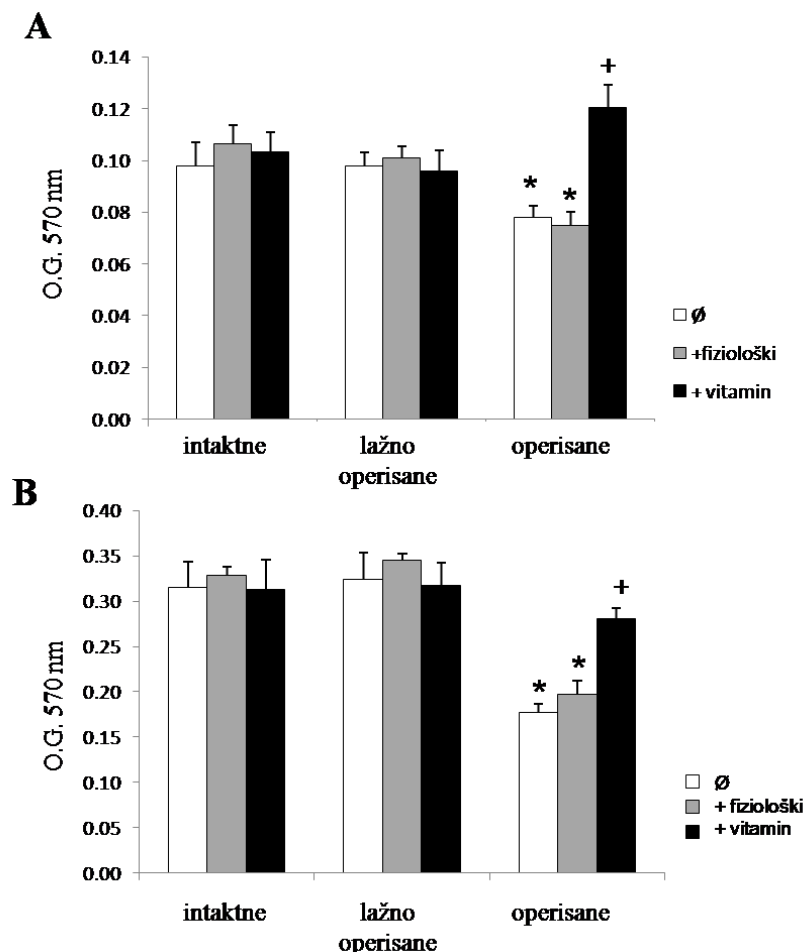 A
0.14
+
0.12
0.10
* *
0.08
O.G. 570 nm
0.06
Ø
0.04
+fiziološki
0.02
+ vitamin
0.00
intaktne lažno operisane
operisane
B
0.40
0.35
+
0.30
0.25
* *
0.20
O.G. 570 nm
0.15
0.10
Ø
0.05
+ fiziološki
+ vitamin
0.00
intaktne lažno operisane
operisane